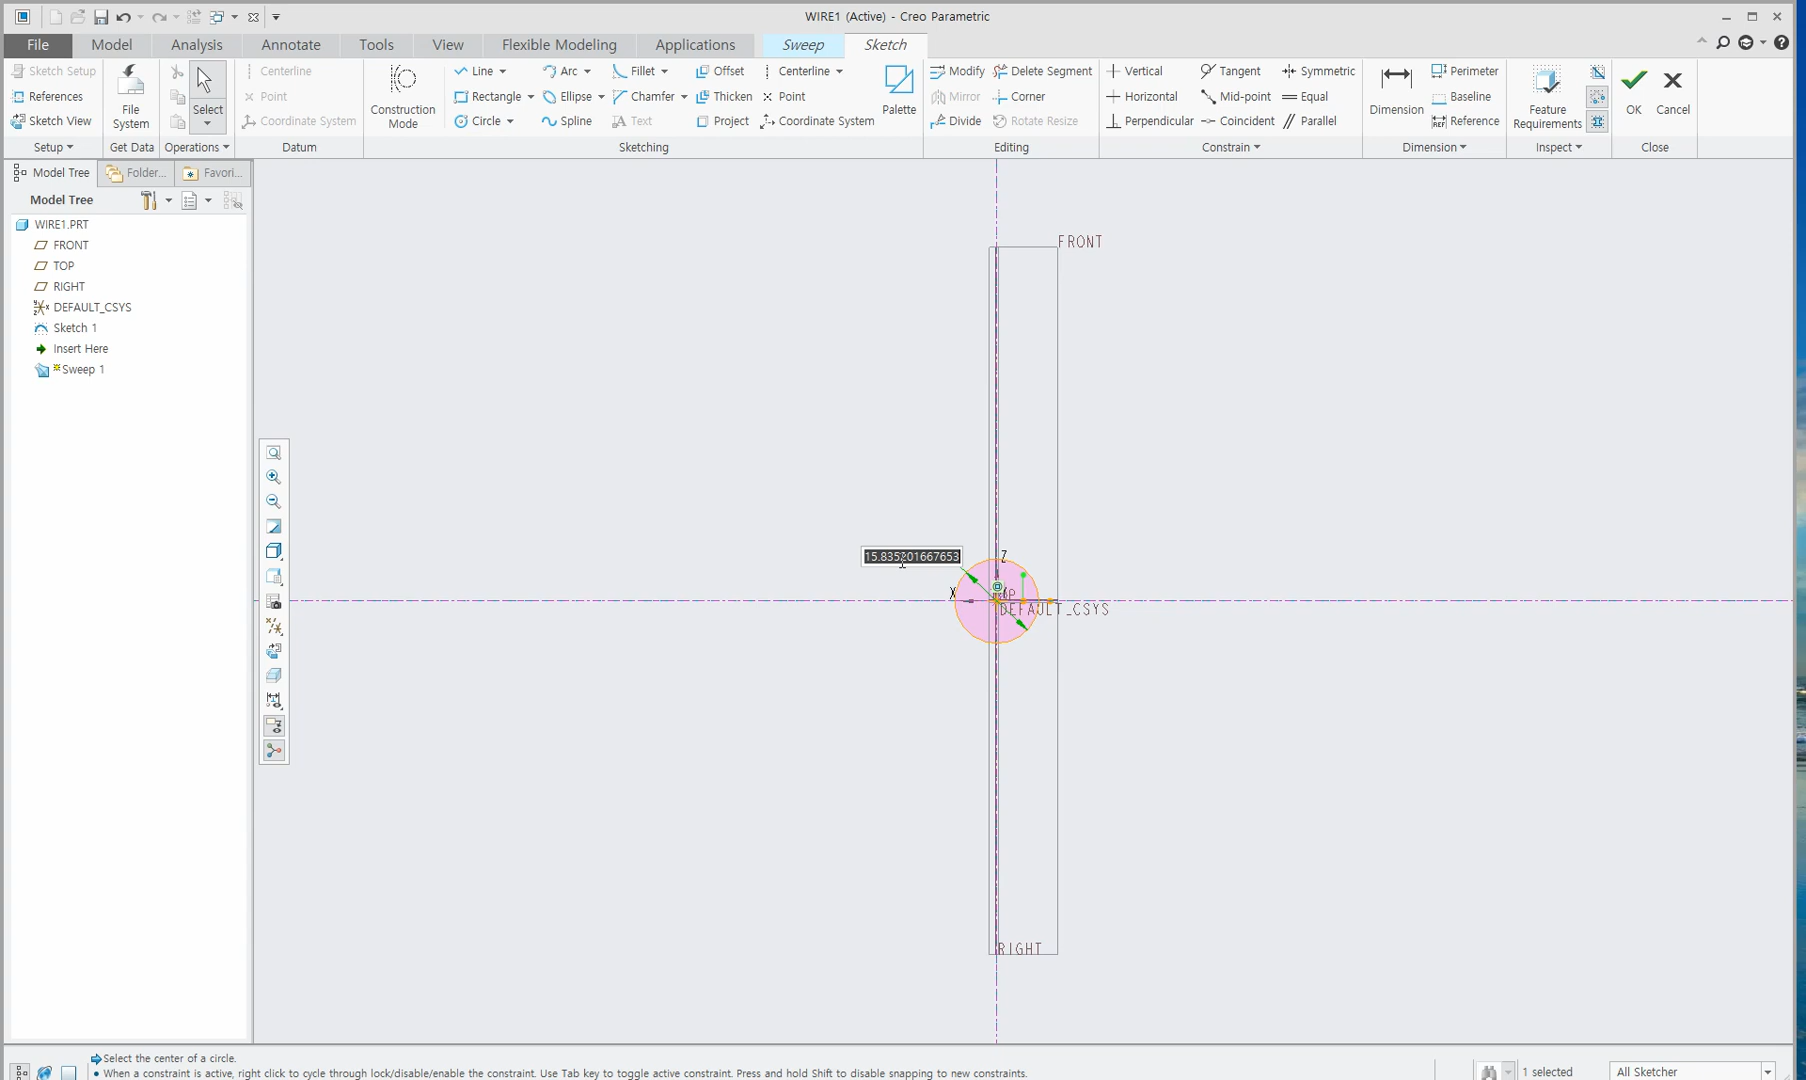 WIRE1 (Active) - Creo Parametric
File Model Analysis Annotate Tools View Flexible Modeling Applications Sweep Sketch
Sketch Setup
References
Sketch View
Setup
File System
Get Data
Select
Operations
Centerline
Point
Coordinate System
Datum
Construction Mode
Line Arc Fillet Offset Centerline
Rectangle Ellipse Chamfer Thicken Point
Circle Spline Text Project Coordinate System
Palette
Sketching
Modify Delete Segment
Mirror Corner
Divide Rotate Resize
Editing
Vertical Tangent Symmetric
Horizontal Mid-point Equal
Perpendicular Coincident Parallel
Constrain
Dimension
Perimeter
Baseline
Reference
Dimension
Feature Requirements
Inspect
OK
Cancel
Close
Model Tree Folder... Favori...
Model Tree
WIRE1.PRT
FRONT
TOP
RIGHT
DEFAULT_CSYS
Sketch 1
Insert Here
Sweep 1
FRONT
15.835201667653
Z
X
DEFAULT_CSYS
RIGHT
Select the center of a circle.
When a constraint is active, right click to cycle through lock/disable/enable the constraint. Use Tab key to toggle active constraint. Press and hold Shift to disable snapping to new constraints.
1 selected
All Sketcher